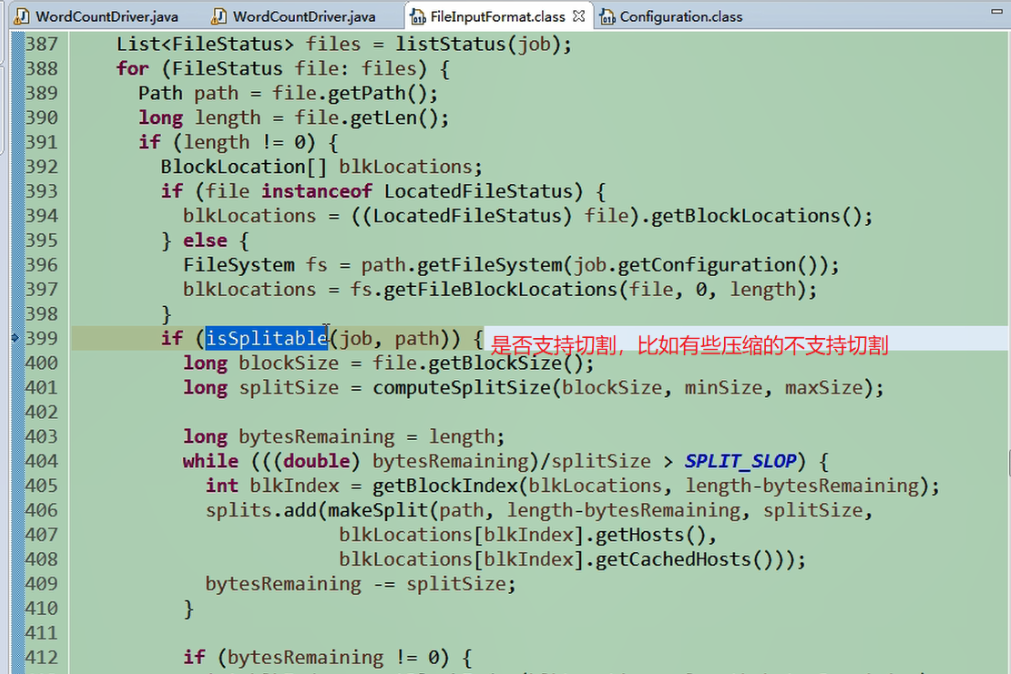 WordCountDriver.java WordCountDriver.java FileInputFormat.class Configuration.class
387 List<FileStatus> files = listStatus(job);
388 for (FileStatus file: files) {
389 Path path = file.getPath();
390 long length = file.getLen();
391 if (length != 0) {
392 BlockLocation[] blkLocations;
393 if (file instanceof LocatedFileStatus) {
394 blkLocations = ((LocatedFileStatus) file).getBlockLocations();
395 } else {
396 FileSystem fs = path.getFileSystem(job.getConfiguration());
397 blkLocations = fs.getFileBlockLocations(file, 0, length);
398 }
399 if (isSplitable(job, path)) { 是否支持切割，比如有些压缩的不支持切割
400 long blockSize = file.getBlockSize();
401 long splitSize = computeSplitSize(blockSize, minSize, maxSize);
402
403 long bytesRemaining = length;
404 while (((double) bytesRemaining)/splitSize > SPLIT_SLOP) {
405 int blkIndex = getBlockIndex(blkLocations, length-bytesRemaining);
406 splits.add(makeSplit(path, length-bytesRemaining, splitSize,
407 blkLocations[blkIndex].getHosts(),
408 blkLocations[blkIndex].getCachedHosts()));
409 bytesRemaining -= splitSize;
410 }
411
412 if (bytesRemaining != 0) {